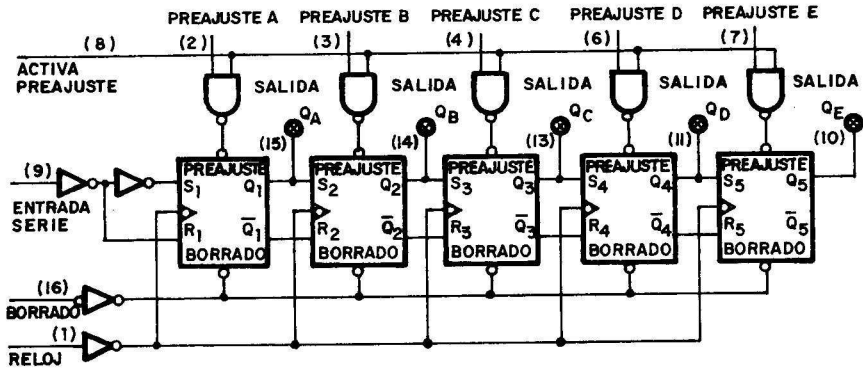 PREAJUSTE A PREAJUSTE B PREAJUSTE C PREAJUSTE D PREAJUSTE E
(8) (2) (3) (4) (6) (7)
ACTIVA
PREAJUSTE
SALIDA SALIDA SALIDA SALIDA SALIDA
QA QB QC QD QE
(15) (14) (13) (11) (10)
(9)
ENTRADA
SERIE
PREAJUSTE PREAJUSTE PREAJUSTE PREAJUSTE PREAJUSTE
S1 Q1 S2 Q2 S3 Q3 S4 Q4 S5 Q5
R1 Q̅1 R2 Q̅2 R3 Q̅3 R4 Q̅4 R5 Q̅5
BORRADO BORRADO BORRADO BORRADO BORRADO
(16)
BORRADO
(1)
RELOJ